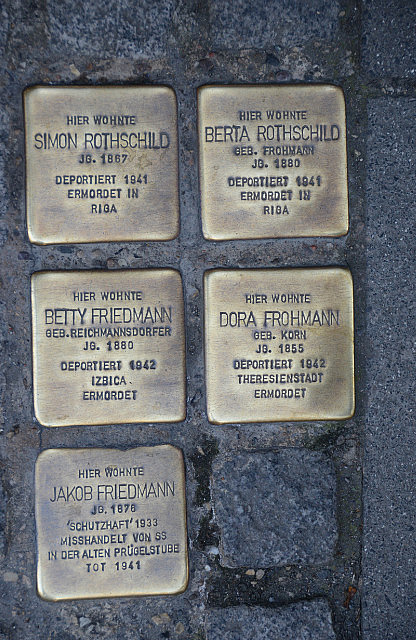 HIER WOHNTE
SIMON ROTHSCHILD
JG. 1867
DEPORTIERT 1941
ERMORDET IN
RIGA
HIER WOHNTE
BERTA ROTHSCHILD
GEB. FROHMANN
JG. 1880
DEPORTIERT 1941
ERMORDET IN
RIGA
HIER WOHNTE
BETTY FRIEDMANN
GEB. REICHMANNSDORFER
JG. 1880
DEPORTIERT 1942
IZBICA
ERMORDET
HIER WOHNTE
DORA FROHMANN
GEB. KORN
JG. 1855
DEPORTIERT 1942
THERESIENSTADT
ERMORDET
HIER WOHNTE
JAKOB FRIEDMANN
JG. 1876
'SCHUTZHAFT' 1933
MISSHANDELT VON SS
IN DER ALTEN PRÜGELSTUBE
TOT 1941